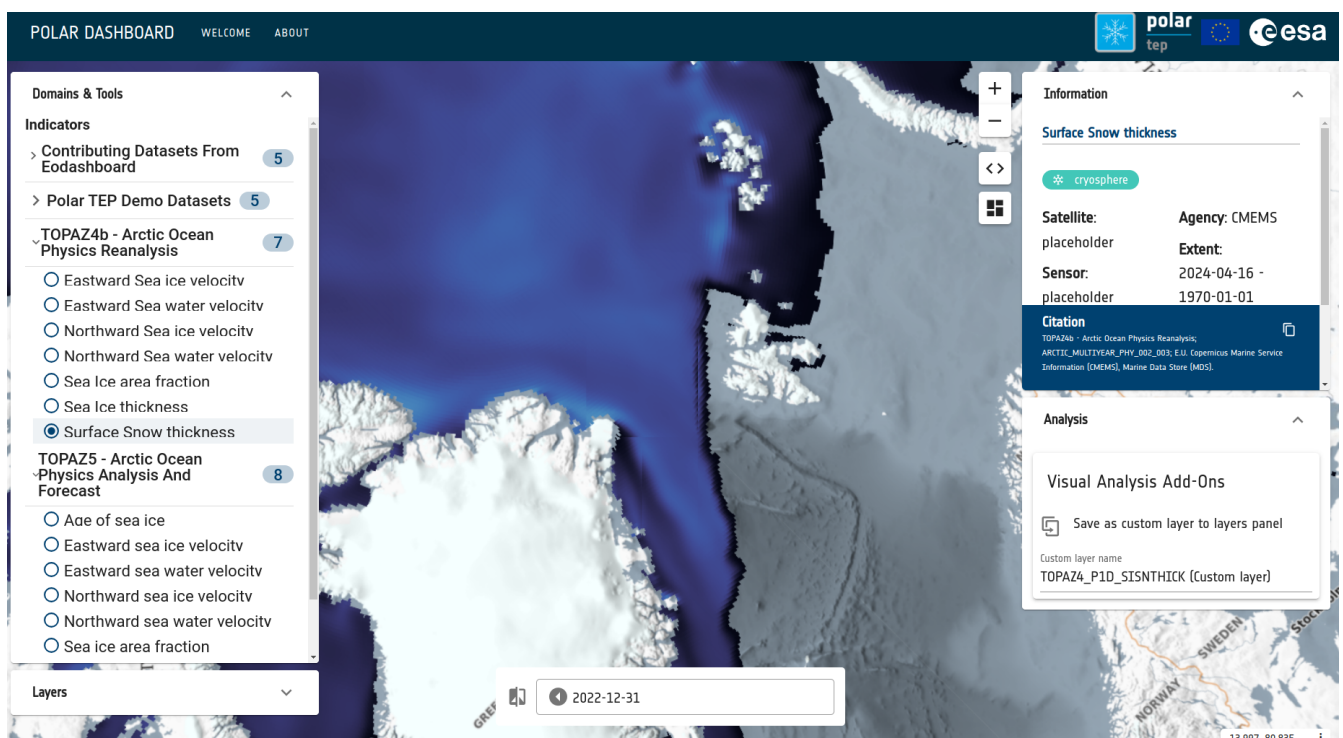 POLAR DASHBOARD WELCOME ABOUT
polar
tep
esa
Domains & Tools
Indicators
Contributing Datasets From
Eodashboard
5
Polar TEP Demo Datasets 5
TOPAZ4b - Arctic Ocean
Physics Reanalysis
7
Eastward Sea ice velocity
Eastward Sea water velocity
Northward Sea ice velocity
Northward Sea water velocity
Sea Ice area fraction
Sea Ice thickness
Surface Snow thickness
TOPAZ5 - Arctic Ocean
Physics Analysis And
Forecast
8
Age of sea ice
Eastward sea ice velocity
Eastward sea water velocity
Northward sea ice velocity
Northward sea water velocity
Sea ice area fraction
Layers
+
−
<>
2022-12-31
GRE
Information
Surface Snow thickness
cryosphere
Satellite:
placeholder
Sensor:
placeholder
Agency: CMEMS
Extent:
2024-04-16 -
1970-01-01
Citation
TOPAZ4b - Arctic Ocean Physics Reanalysis;
ARCTIC_MULTIYEAR_PHY_002_003; E.U. Copernicus Marine Service
Information (CMEMS), Marine Data Store (MDS).
Analysis
Visual Analysis Add-Ons
Save as custom layer to layers panel
Custom layer name
TOPAZ4_P1D_SISNTHICK (Custom layer)
SWEDEN
NORWAY